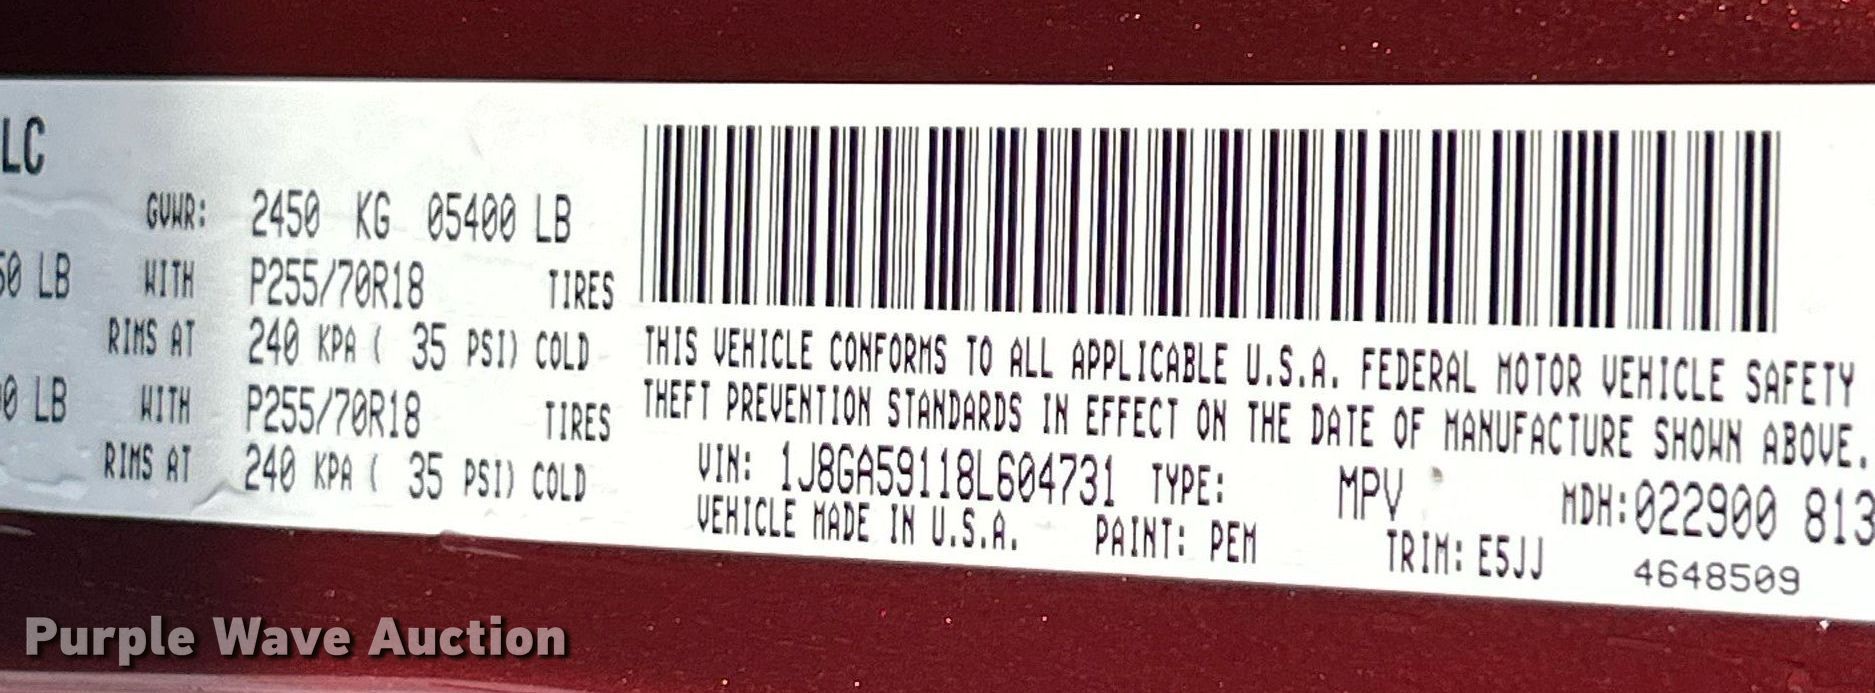 LC
GVWR: 2450 KG 05400 LB
50 LB WITH P255/70R18 TIRES
RIMS AT 240 KPA ( 35 PSI) COLD
0 LB WITH P255/70R18 TIRES
RIMS AT 240 KPA ( 35 PSI) COLD
THIS VEHICLE CONFORMS TO ALL APPLICABLE U.S.A. FEDERAL MOTOR VEHICLE SAFETY
THEFT PREVENTION STANDARDS IN EFFECT ON THE DATE OF MANUFACTURE SHOWN ABOVE.
VIN: 1J8GA59118L604731 TYPE: MPV MDH:022900 813
VEHICLE MADE IN U.S.A. PAINT: PEM TRIM: E5JJ
4648509
Purple Wave Auction